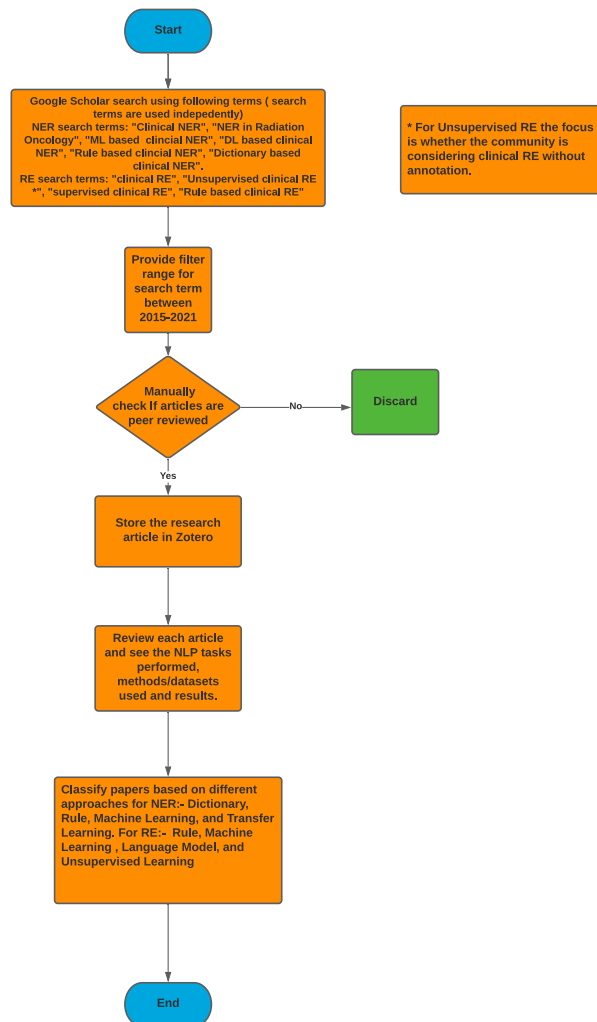 Start
Google Scholar search using following terms ( search
terms are used indepedently)
NER search terms: "Clinical NER", "NER in Radiation
Oncology", "ML based clincial NER", "DL based clinical
NER", "Rule based clincial NER", "Dictionary based
clinical NER".
RE search terms: "clinical RE", "Unsupervised clinical RE
*", "supervised clinical RE", "Rule based clinical RE"
* For Unsupervised RE the focus
is whether the community is
considering clinical RE without
annotation.
Provide filter
range for
search term
between
2015-2021
Manually
check If articles are
peer reviewed
No
Discard
Yes
Store the research
article in Zotero
Review each article
and see the NLP tasks
performed,
methods/datasets
used and results.
Classify papers based on different
approaches for NER:- Dictionary,
Rule, Machine Learning, and Transfer
Learning. For RE:- Rule, Machine
Learning , Language Model, and
Unsupervised Learning
End